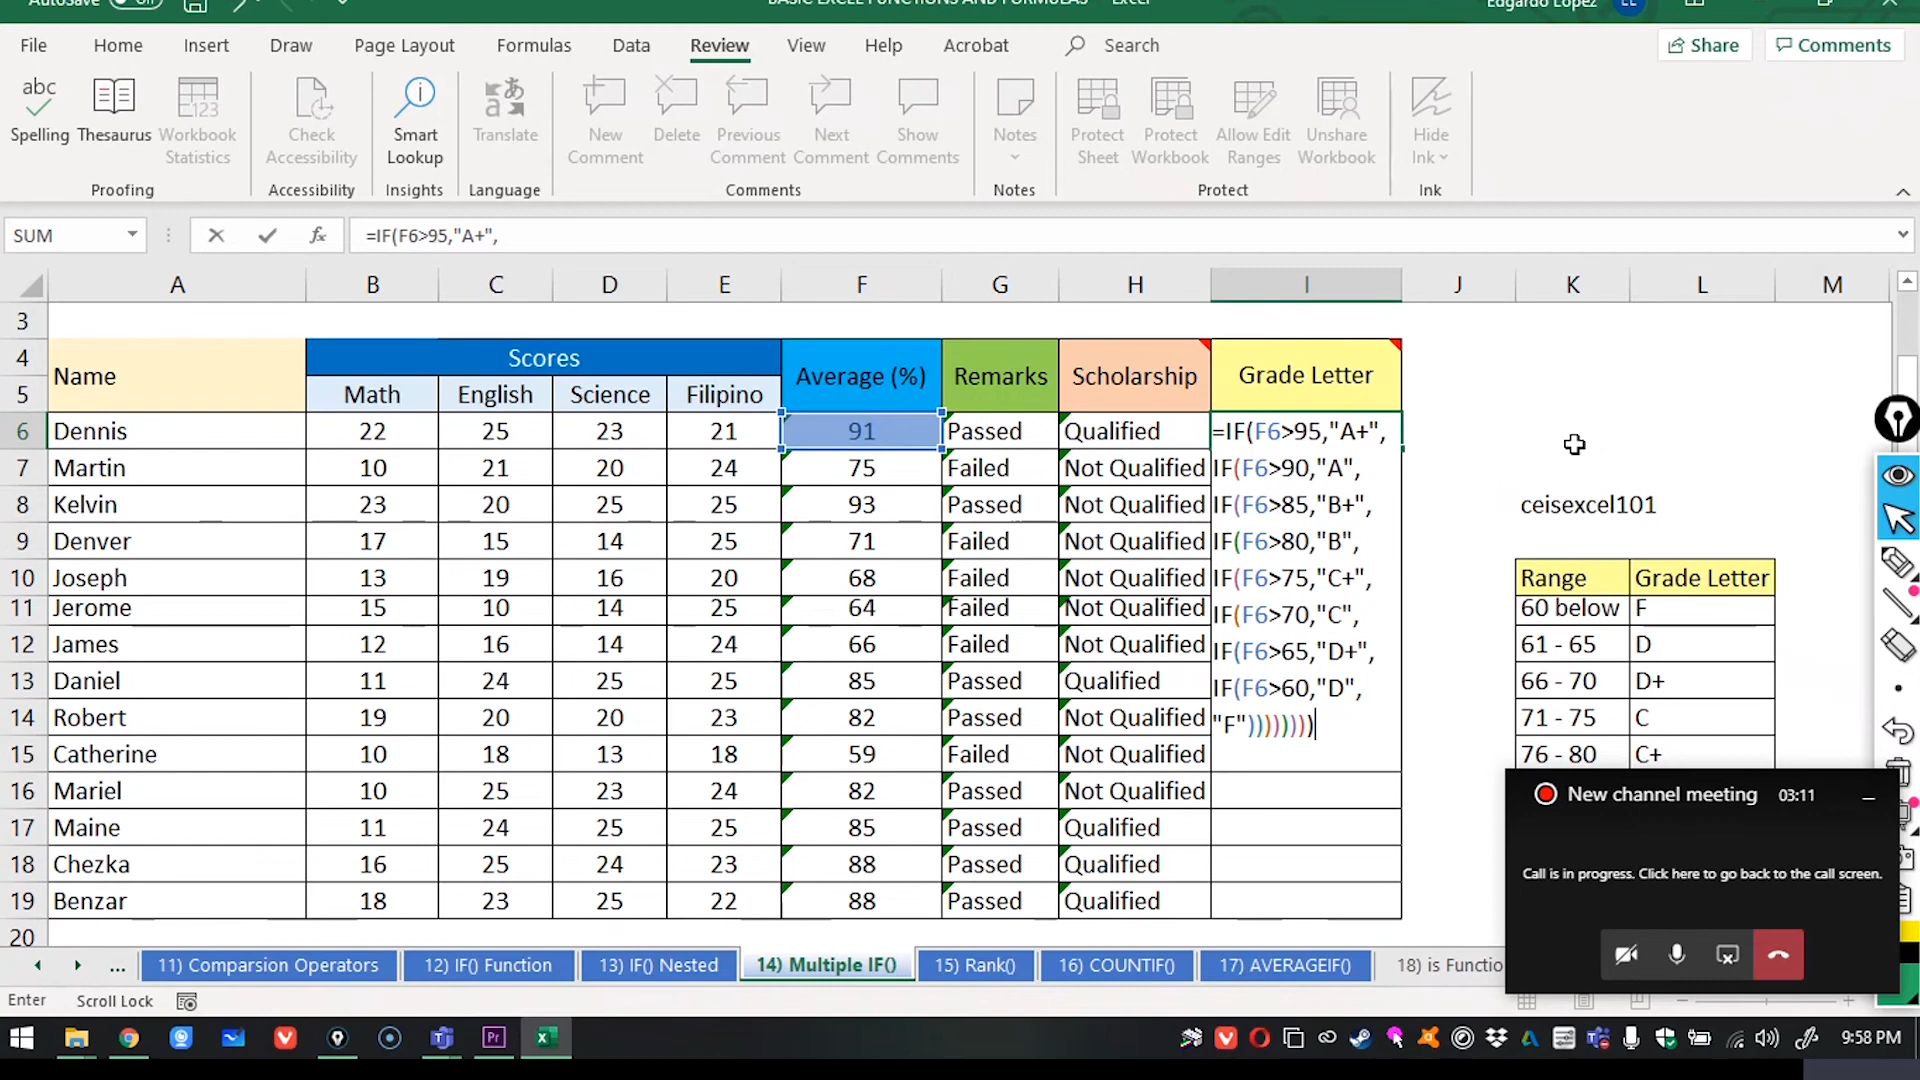 File Home Insert Draw Page Layout Formulas Data Review View Help Acrobat Search Share Comments
abc
Spelling Thesaurus Workbook Statistics Check Accessibility Smart Lookup Translate New Comment Delete Previous Comment Next Comment Show Comments Notes Protect Sheet Protect Workbook Allow Edit Ranges Unshare Workbook Hide Ink
Proofing Accessibility Insights Language Comments Notes Protect Ink
SUM fx =IF(F6>95,"A+",
A B C D E F G H I J K L M
3
4 Name Scores Average (%) Remarks Scholarship Grade Letter
5 Math English Science Filipino
6 Dennis 22 25 23 21 91 Passed Qualified =IF(F6>95,"A+",
7 Martin 10 21 20 24 75 Failed Not Qualified IF(F6>90,"A",
8 Kelvin 23 20 25 25 93 Passed Not Qualified IF(F6>85,"B+", ceisexcel101
9 Denver 17 15 14 25 71 Failed Not Qualified IF(F6>80,"B",
10 Joseph 13 19 16 20 68 Failed Not Qualified IF(F6>75,"C+", Range Grade Letter
11 Jerome 15 10 14 25 64 Failed Not Qualified IF(F6>70,"C", 60 below F
12 James 12 16 14 24 66 Failed Not Qualified IF(F6>65,"D+", 61 - 65 D
13 Daniel 11 24 25 25 85 Passed Qualified IF(F6>60,"D", 66 - 70 D+
14 Robert 19 20 20 23 82 Passed Not Qualified "F")))))))) 71 - 75 C
15 Catherine 10 18 13 18 59 Failed Not Qualified 76 - 80 C+
16 Mariel 10 25 23 24 82 Passed Not Qualified
17 Maine 11 24 25 25 85 Passed Qualified
18 Chezka 16 25 24 23 88 Passed Qualified
19 Benzar 18 23 25 22 88 Passed Qualified
20
New channel meeting 03:11
Call is in progress. Click here to go back to the call screen.
... 11) Comparsion Operators 12) IF() Function 13) IF() Nested 14) Multiple IF() 15) Rank() 16) COUNTIF() 17) AVERAGEIF() 18) is Functio
Enter Scroll Lock
9:58 PM